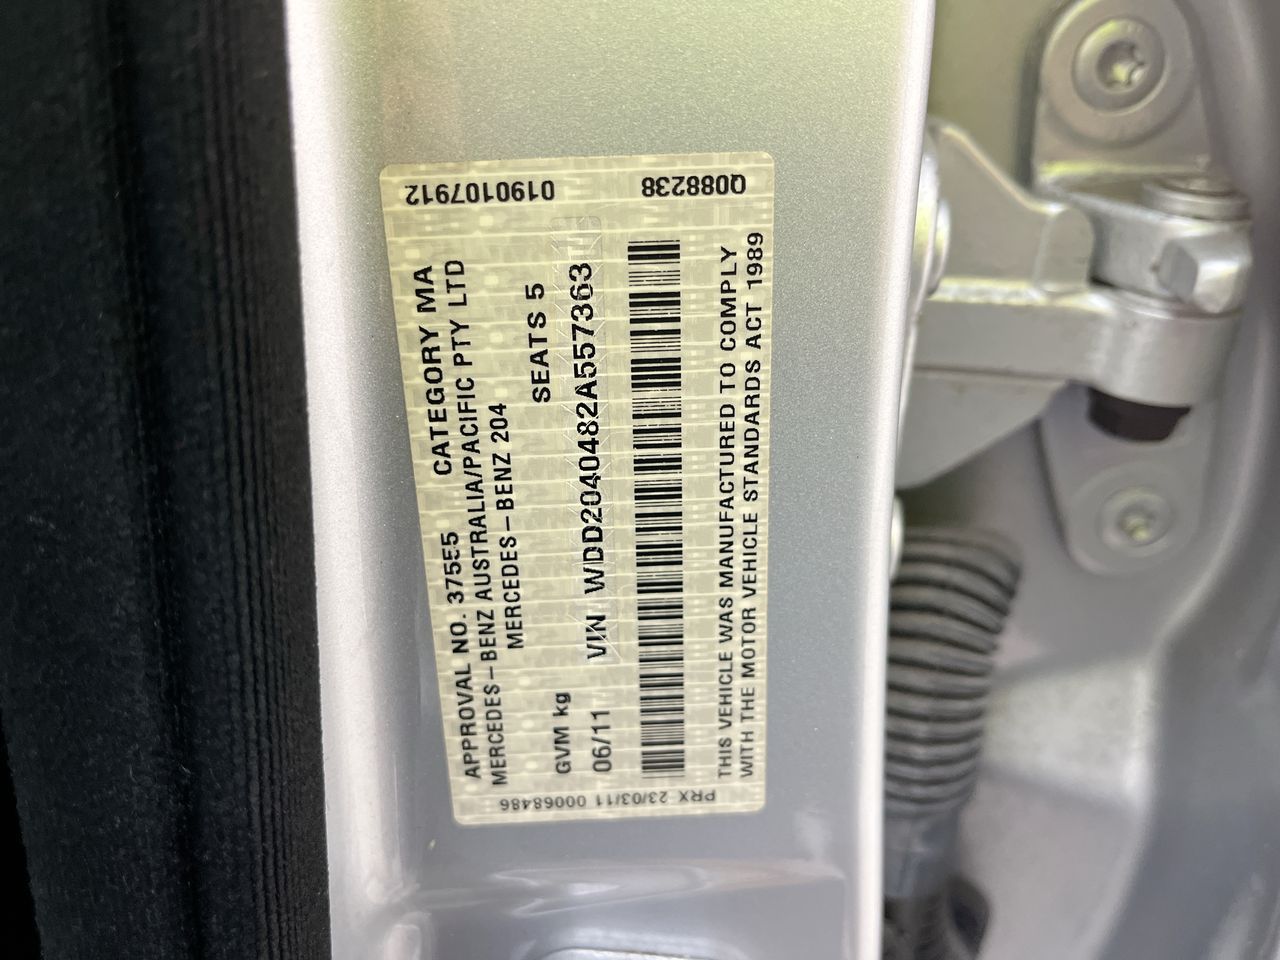 APPROVAL NO. 37555 CATEGORY MA
MERCEDES-BENZ AUSTRALIA/PACIFIC PTY LTD
MERCEDES-BENZ 204
GVM kg SEATS 5
06/11 VIN WDD2040482A557363
THIS VEHICLE WAS MANUFACTURED TO COMPLY
WITH THE MOTOR VEHICLE STANDARDS ACT 1989
0190107912 Q088238
PRX 23/03/11 00068486